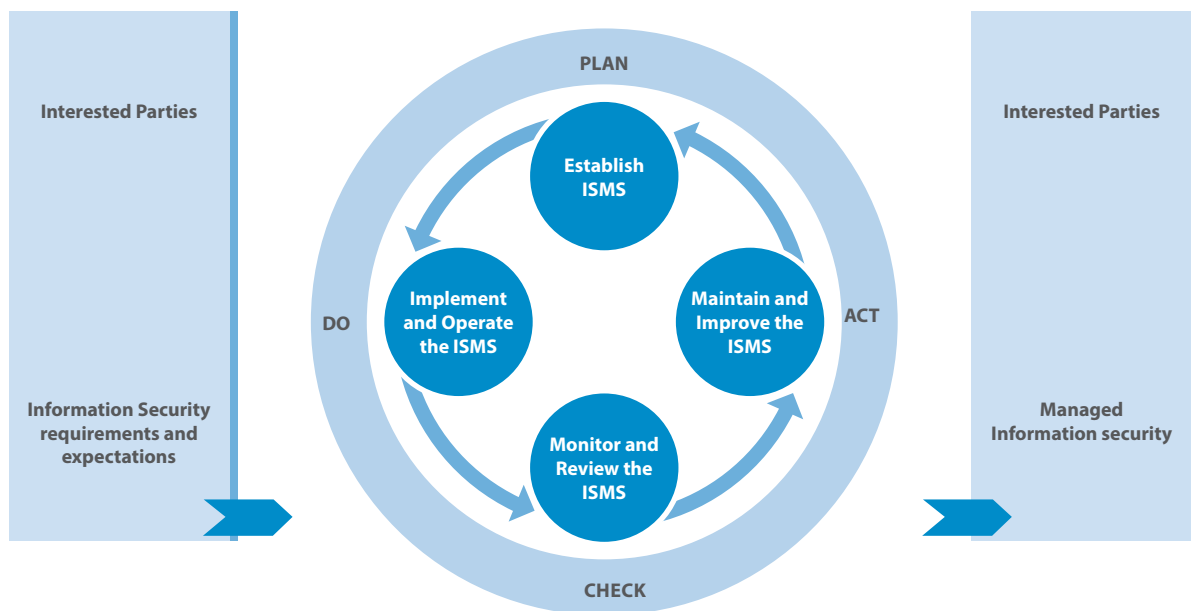 Interested Parties
Information Security
requirements and
expectations
PLAN
Establish
ISMS
DO
Implement
and Operate
the ISMS
Maintain and
Improve the
ISMS
ACT
Monitor and
Review the
ISMS
CHECK
Interested Parties
Managed
Information security